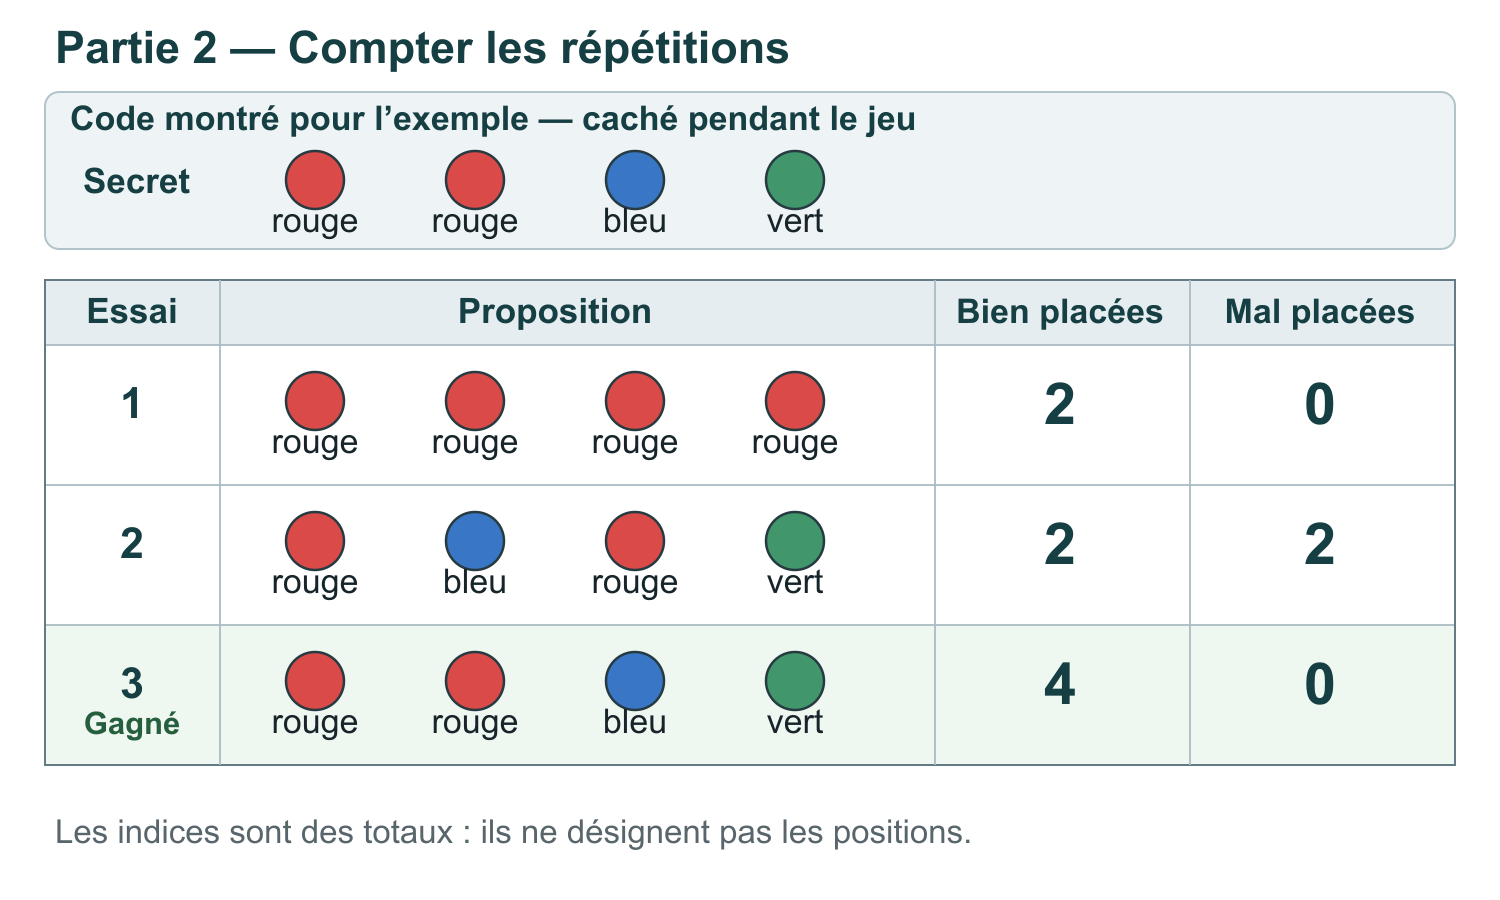 Partie 2 — Compter les répétitions
Code montré pour l’exemple — caché pendant le jeu
Secret
rouge rouge bleu vert
Essai Proposition Bien placées Mal placées
1 2 0
rouge rouge rouge rouge
2 2 2
rouge bleu rouge vert
3 4 0
Gagné rouge rouge bleu vert
Les indices sont des totaux : ils ne désignent pas les positions.